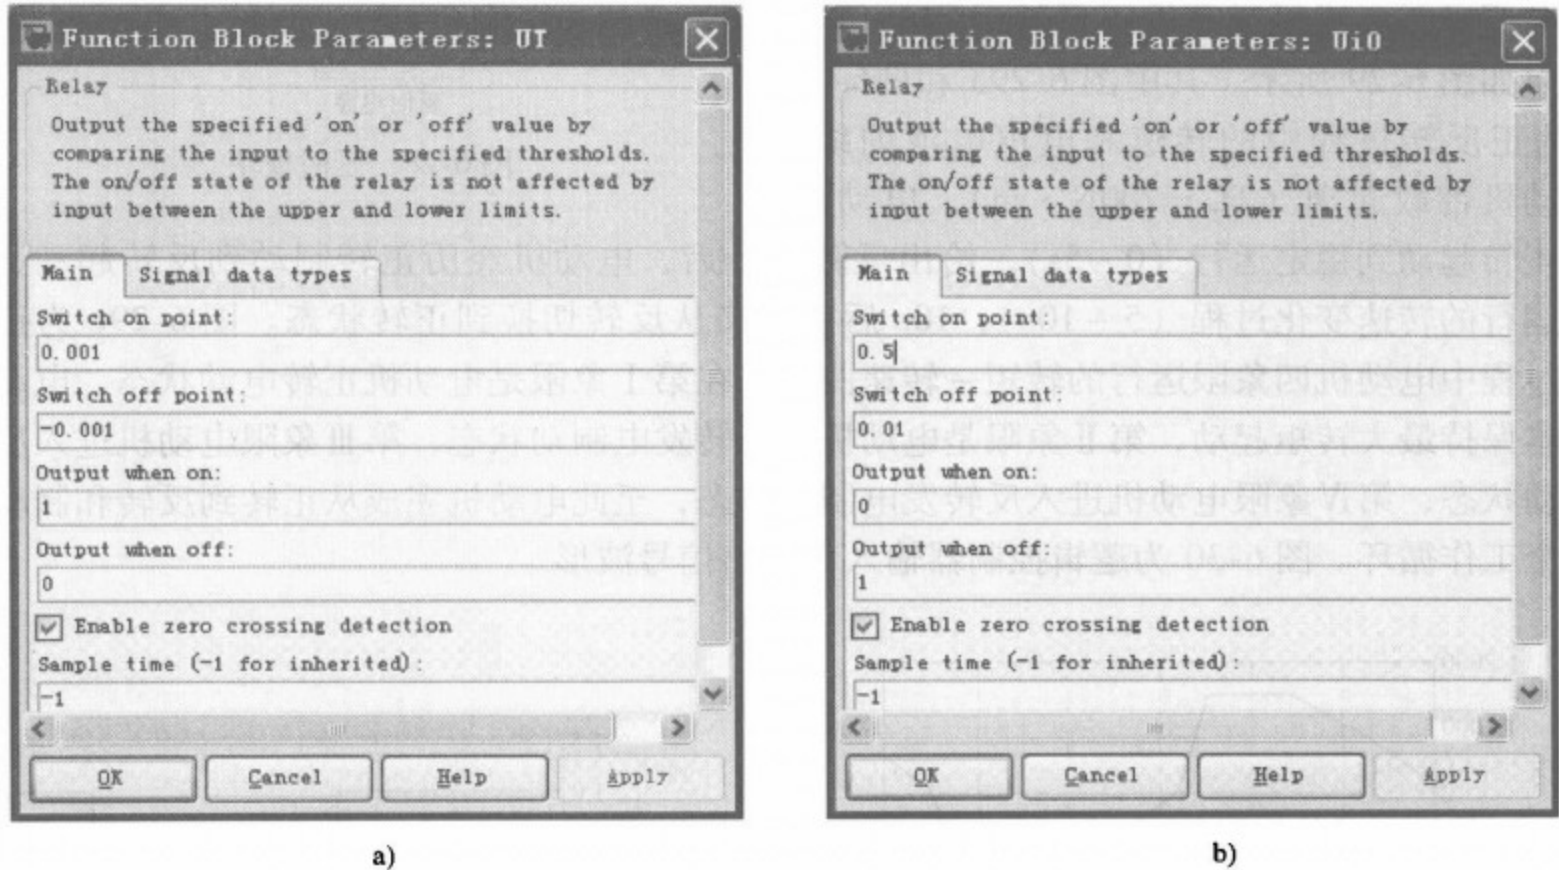 Function Block Parameters: UT
Relay
Output the specified 'on' or 'off' value by
comparing the input to the specified thresholds.
The on/off state of the relay is not affected by
input between the upper and lower limits.
Main
Signal data types
Switch on point:
0.001
Switch off point:
-0.001
Output when on:
1
Output when off:
0
Enable zero crossing detection
Sample time (-1 for inherited):
-1
OK
Cancel
Help
Apply
a)
Function Block Parameters: Ui0
Relay
Output the specified 'on' or 'off' value by
comparing the input to the specified thresholds.
The on/off state of the relay is not affected by
input between the upper and lower limits.
Main
Signal data types
Switch on point:
0.5
Switch off point:
0.01
Output when on:
0
Output when off:
1
Enable zero crossing detection
Sample time (-1 for inherited):
-1
OK
Cancel
Help
Apply
b)